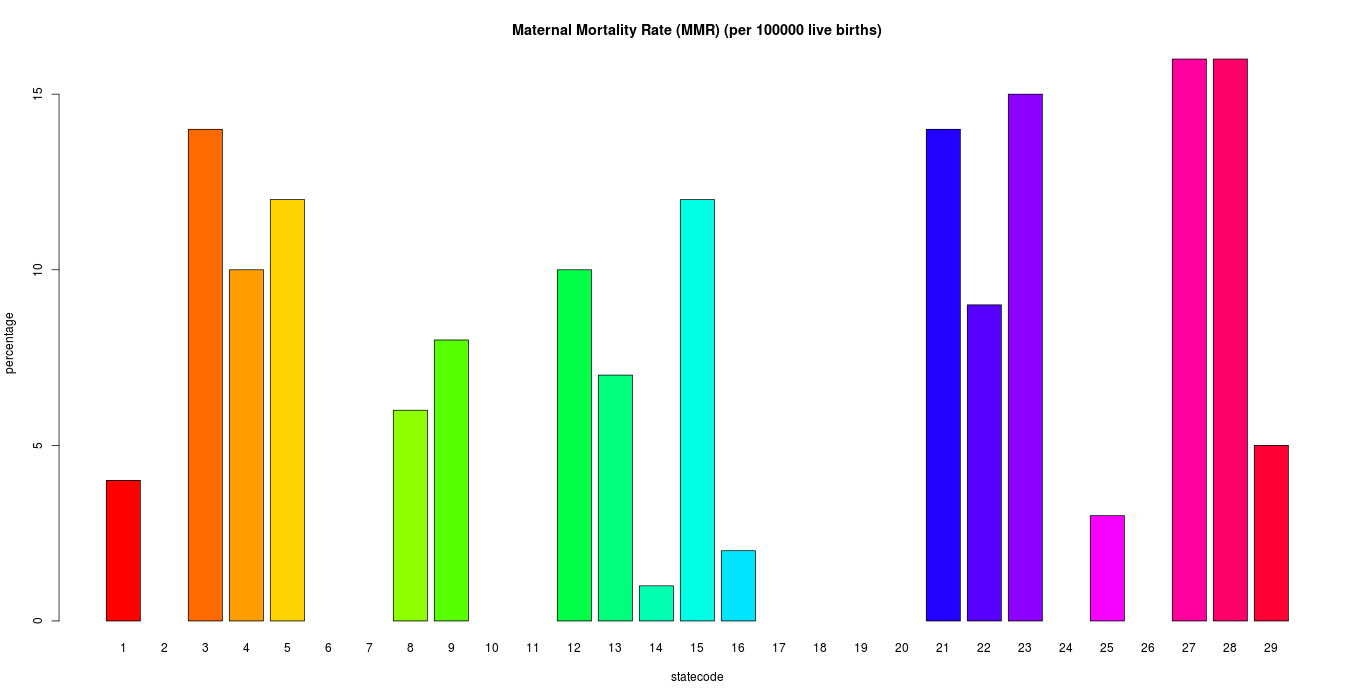 Maternal Mortality Rate (MMR) (per 100000 live births)
15
10
5
0
percentage
1 2 3 4 5 6 7 8 9 10 11 12 13 14 15 16 17 18 19 20 21 22 23 24 25 26 27 28 29
statecode